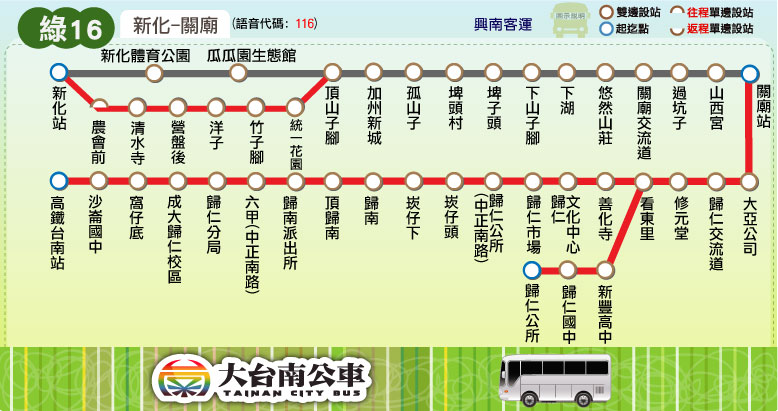 綠16
新化-關廟
(語音代碼: 116)
興南客運
圖示說明
雙邊設站
往程單邊設站
起迄點
返程單邊設站
新化體育公園
瓜瓜園生態館
新化站
農會前
清水寺
營盤後
洋子
竹子腳
統一花園
頂山子腳
加州新城
孤山子
埤頭村
埤子頭
下山子腳
下湖
悠然山莊
關廟交流道
過坑子
山西宮
關廟站
高鐵台南站
沙崙國中
窩仔底
成大歸仁校區
歸仁分局
六甲(中正南路)
歸南派出所
頂歸南
歸南
崁仔下
崁仔頭
歸仁公所
(中正南路)
歸仁市場
歸仁
文化中心
善化寺
看東里
修元堂
歸仁交流道
大亞公司
歸仁公所
歸仁國中
新豐高中
大台南公車
TAINAN CITY BUS